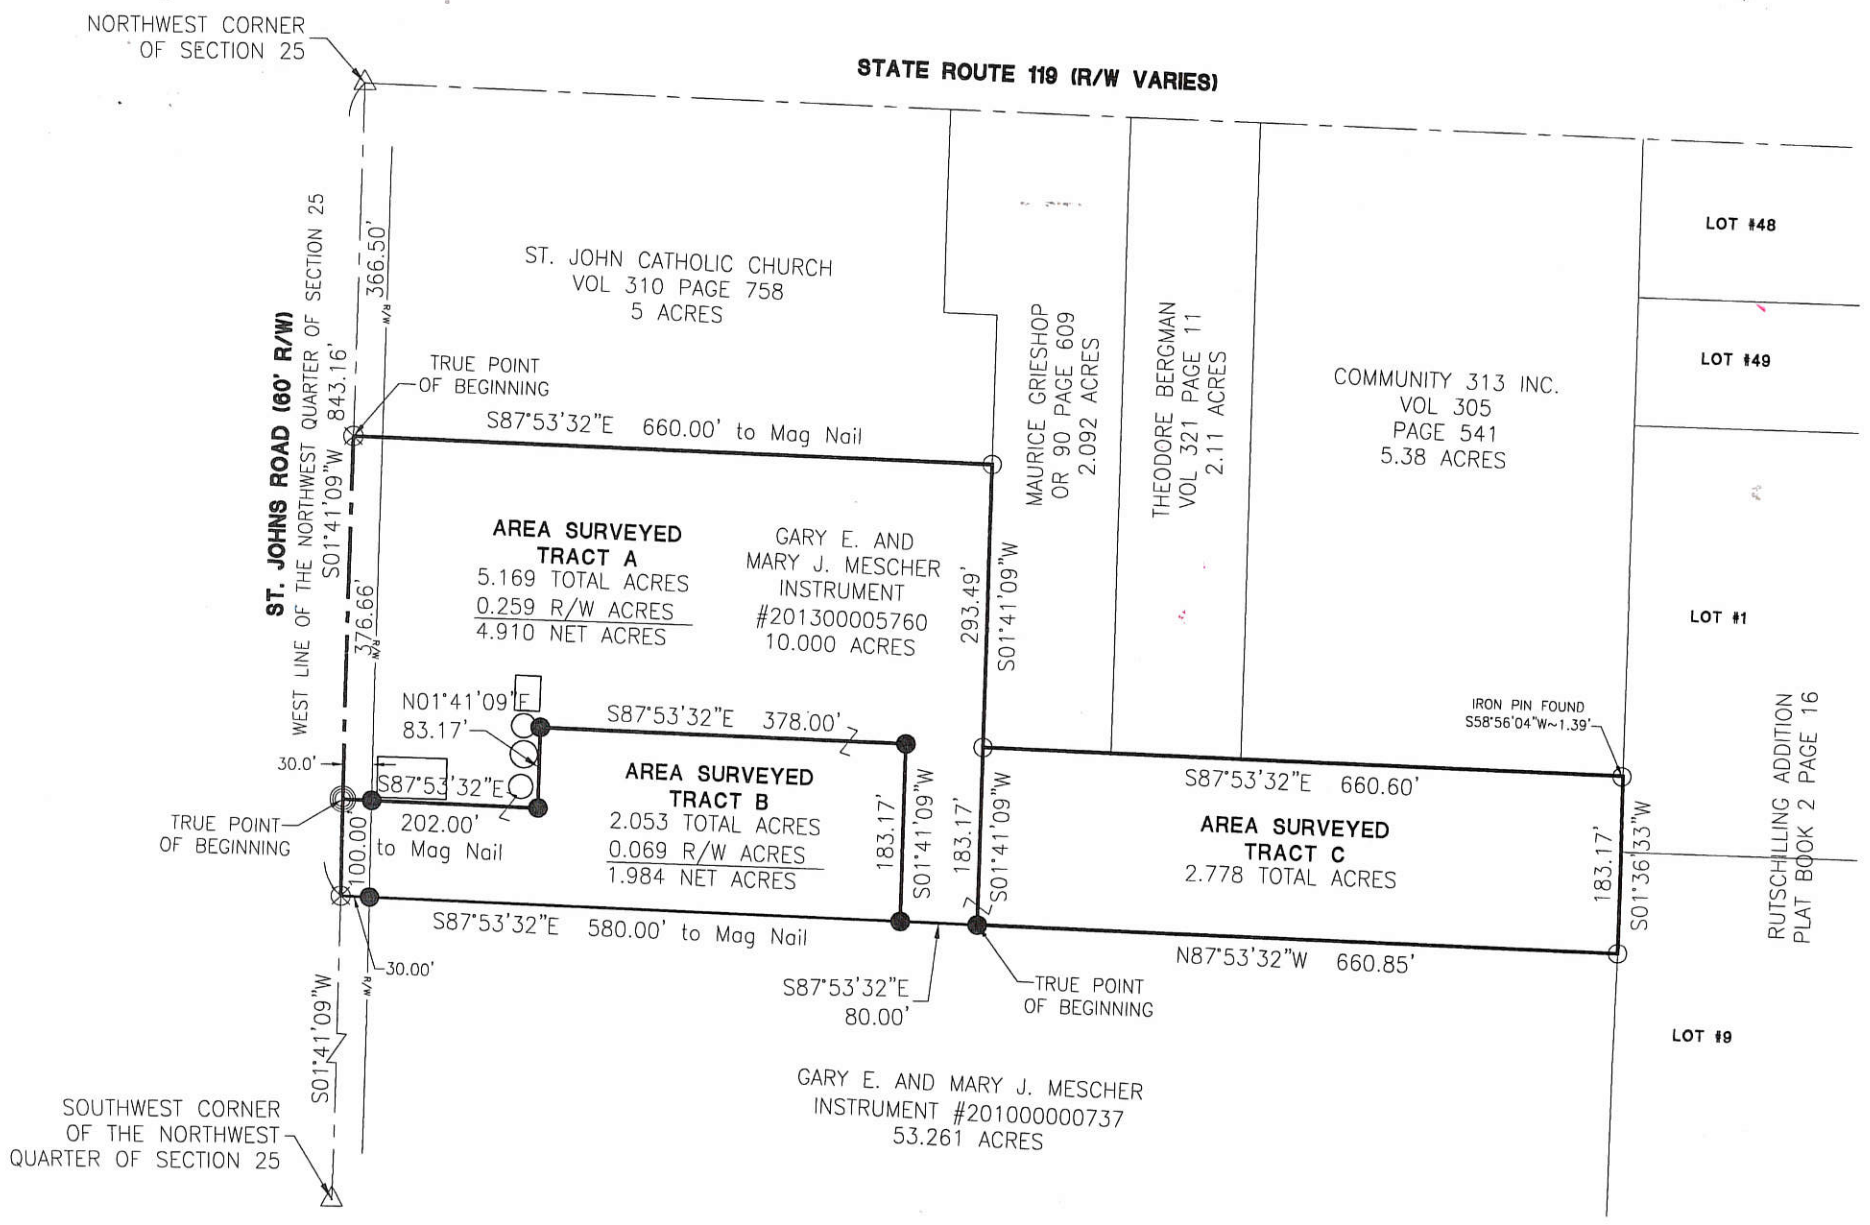 NORTHWEST CORNER
OF SECTION 25
STATE ROUTE 119 (R/W VARIES)
ST. JOHNS ROAD (60' R/W)
WEST LINE OF THE NORTHWEST QUARTER OF SECTION 25
S01°41'09"W 843.16'
366.50'
R/W
ST. JOHN CATHOLIC CHURCH
VOL 310 PAGE 758
5 ACRES
MAURICE GRIESHOP
OR 90 PAGE 609
2.092 ACRES
THEODORE BERGMAN
VOL 321 PAGE 11
2.11 ACRES
COMMUNITY 313 INC.
VOL 305
PAGE 541
5.38 ACRES
LOT #48
LOT #49
LOT #1
TRUE POINT
OF BEGINNING
S87°53'32"E 660.00' to Mag Nail
AREA SURVEYED
TRACT A
5.169 TOTAL ACRES
0.259 R/W ACRES
4.910 NET ACRES
GARY E. AND
MARY J. MESCHER
INSTRUMENT
#201300005760
10.000 ACRES
293.49'
S01°41'09"W
376.66'
R/W
N01°41'09"E
83.17'
S87°53'32"E 378.00'
30.0'
S87°53'32"E
202.00'
to Mag Nail
TRUE POINT
OF BEGINNING
100.00'
AREA SURVEYED
TRACT B
2.053 TOTAL ACRES
0.069 R/W ACRES
1.984 NET ACRES
183.17'
S01°41'09"W
183.17'
S01°41'09"W
IRON PIN FOUND
S58°56'04"W~1.39'
S87°53'32"E 660.60'
AREA SURVEYED
TRACT C
2.778 TOTAL ACRES
183.17'
S01°36'33"W
RUTSCHILLING ADDITION
PLAT BOOK 2 PAGE 16
S87°53'32"E 580.00' to Mag Nail
30.00'
R/W
S87°53'32"E
80.00'
TRUE POINT
OF BEGINNING
N87°53'32"W 660.85'
LOT #9
S01°41'09"W
GARY E. AND MARY J. MESCHER
INSTRUMENT #201000000737
53.261 ACRES
SOUTHWEST CORNER
OF THE NORTHWEST
QUARTER OF SECTION 25